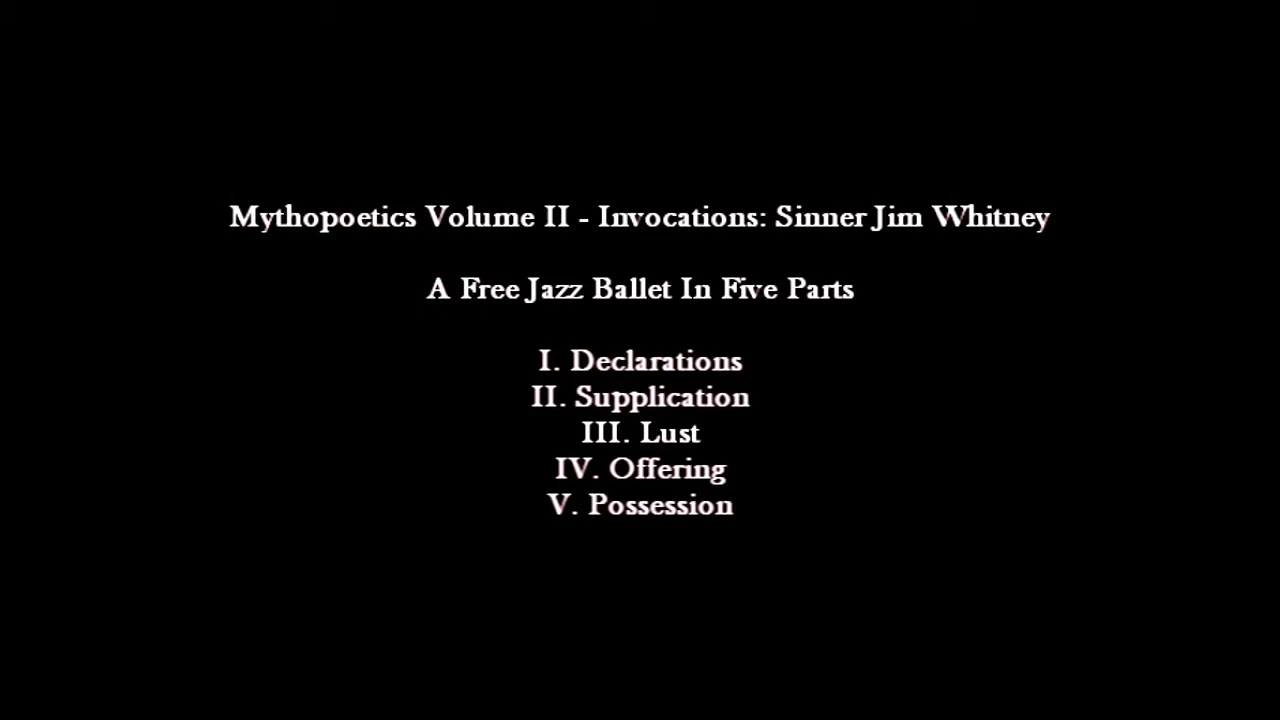 Mythopoetics Volume II - Invocations: Sinner Jim Whitney
A Free Jazz Ballet In Five Parts
I. Declarations
II. Supplication
III. Lust
IV. Offering
V. Possession